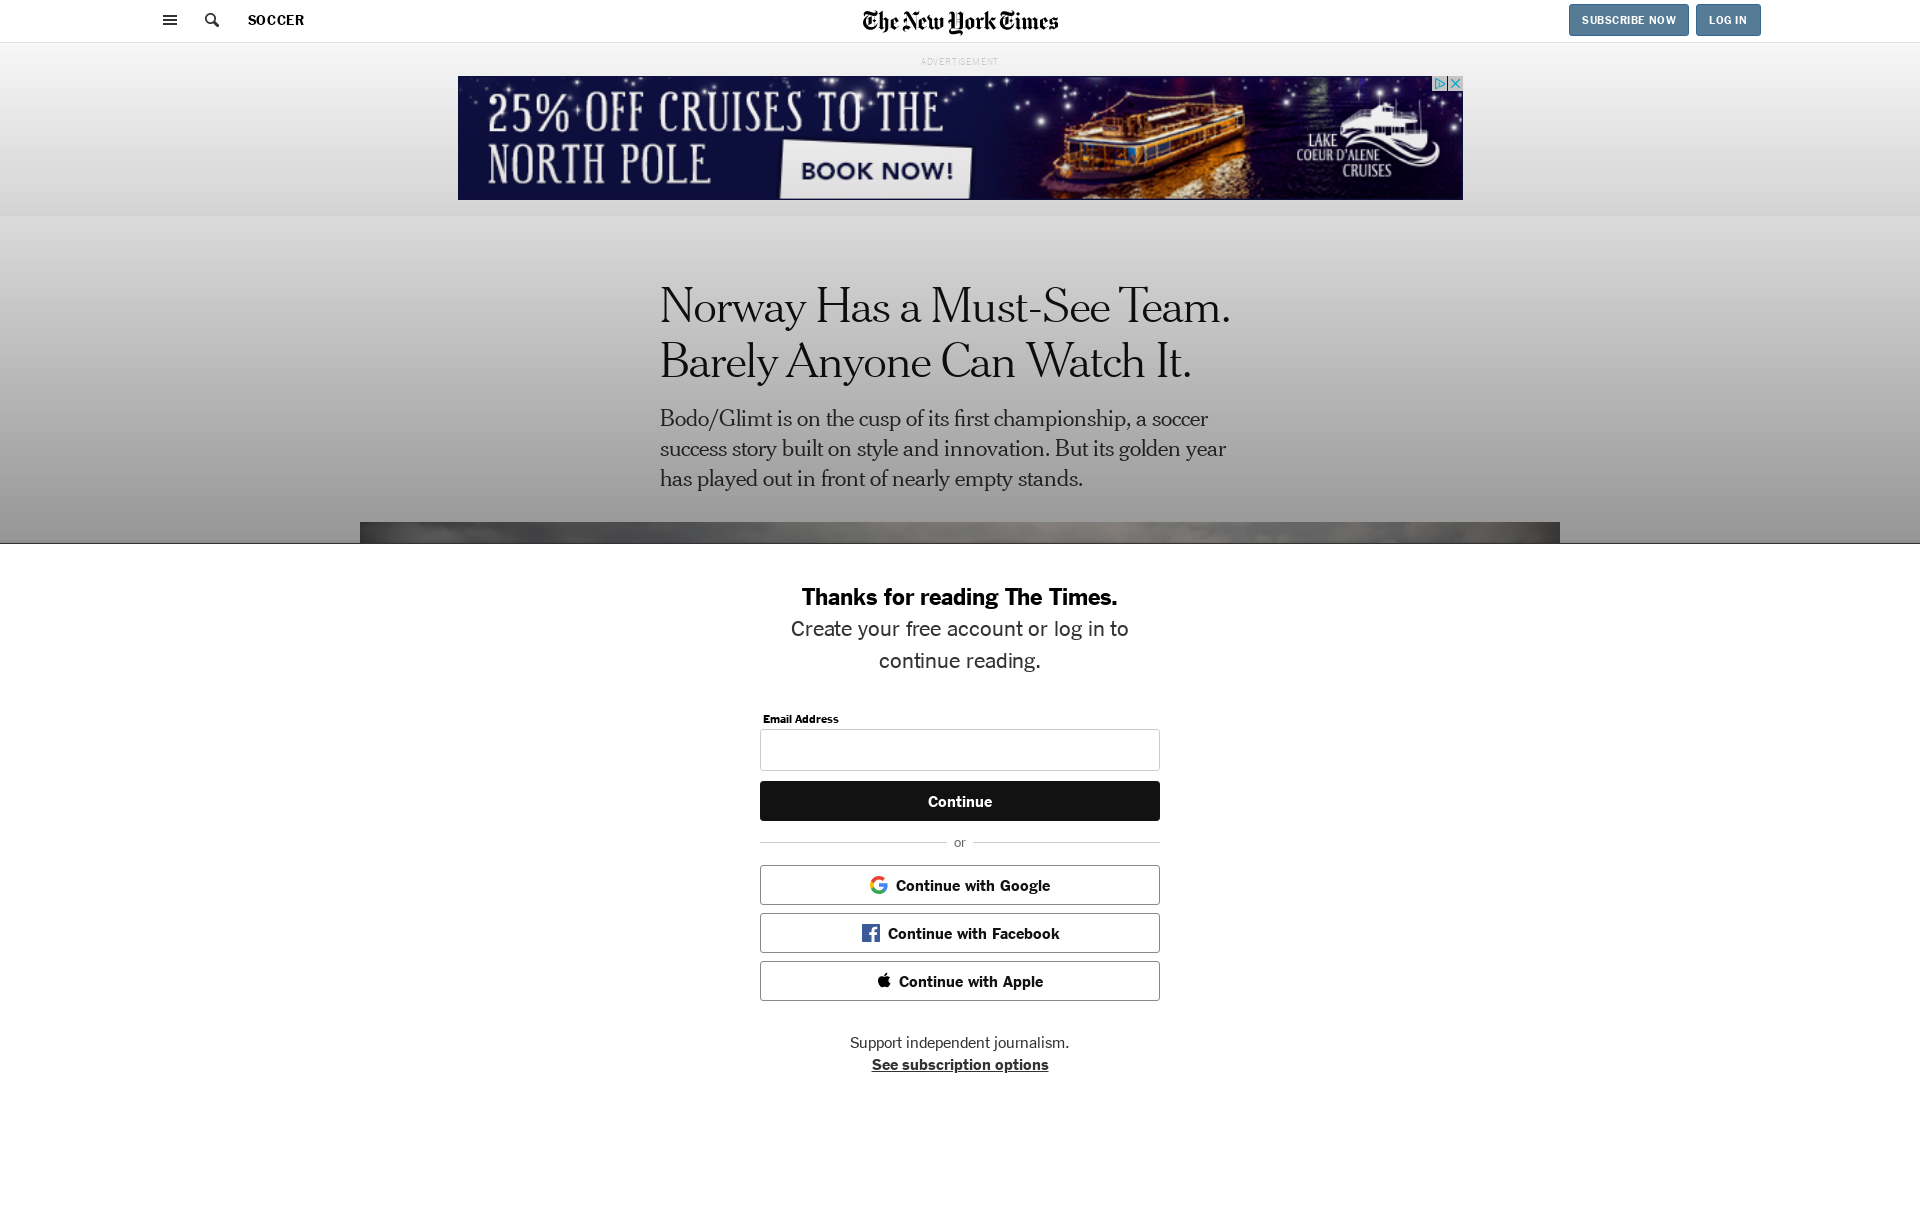 SOCCER
The New York Times
SUBSCRIBE NOW
LOG IN
ADVERTISEMENT
25% OFF CRUISES TO THE
NORTH POLE
BOOK NOW!
LAKE
COEUR D'ALENE
CRUISES
Norway Has a Must-See Team.
Barely Anyone Can Watch It.
Bodo/Glimt is on the cusp of its first championship, a soccer
success story built on style and innovation. But its golden year
has played out in front of nearly empty stands.
Thanks for reading The Times.
Create your free account or log in to
continue reading.
Email Address
Continue
or
Continue with Google
Continue with Facebook
Continue with Apple
Support independent journalism.
See subscription options